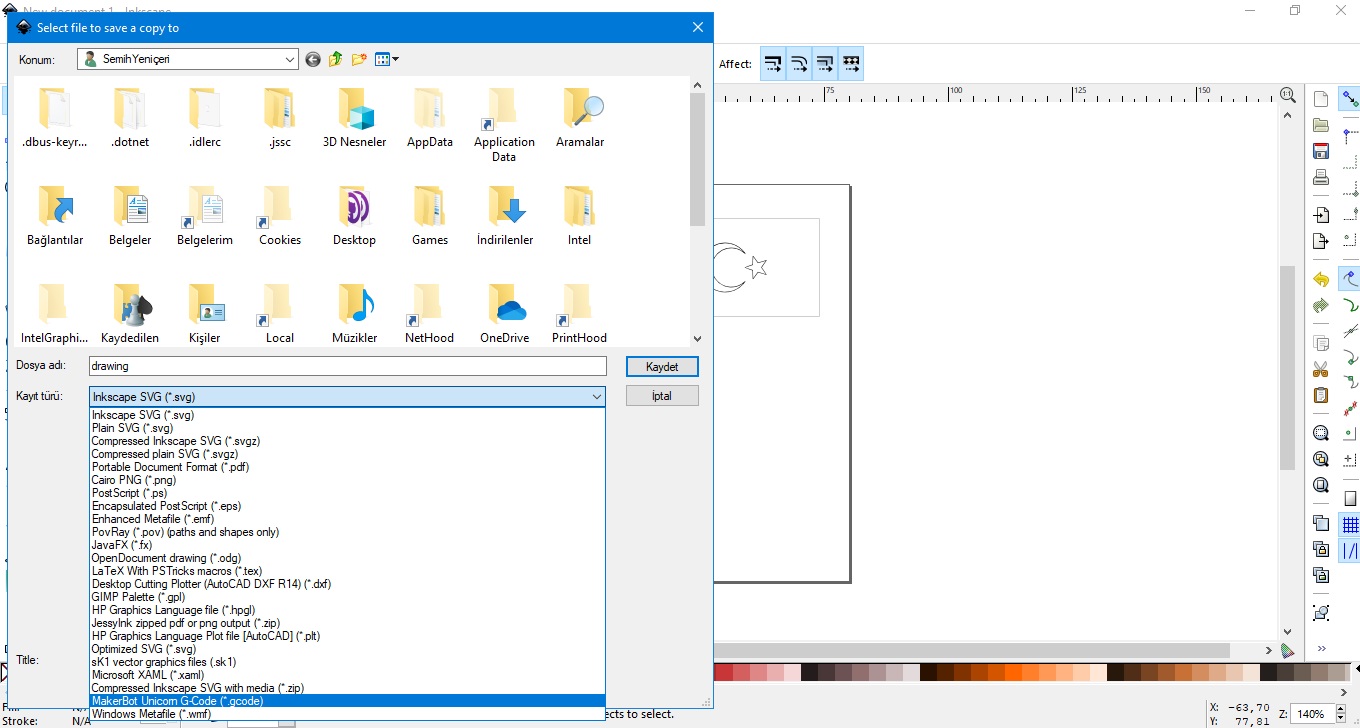 New document 1 - Inkscape
Select file to save a copy to
Konum:
SemihYeniçeri
Affect:
75
100
125
150
1:1
.dbus-keyr...
.dotnet
.idlerc
.jssc
3D Nesneler
AppData
Application
Data
Aramalar
Bağlantılar
Belgeler
Belgelerim
Cookies
Desktop
Games
İndirilenler
Intel
IntelGraphi...
Kaydedilen
Kişiler
Local
Müzikler
NetHood
OneDrive
PrintHood
Dosya adı:
drawing
Kaydet
Kayıt türü:
Inkscape SVG (*.svg)
İptal
Inkscape SVG (*.svg)
Plain SVG (*.svg)
Compressed Inkscape SVG (*.svgz)
Compressed plain SVG (*.svgz)
Portable Document Format (*.pdf)
Cairo PNG (*.png)
PostScript (*.ps)
Encapsulated PostScript (*.eps)
Enhanced Metafile (*.emf)
PovRay (*.pov) (paths and shapes only)
JavaFX (*.fx)
OpenDocument drawing (*.odg)
LaTeX With PSTricks macros (*.tex)
Desktop Cutting Plotter (AutoCAD DXF R14) (*.dxf)
GIMP Palette (*.gpl)
HP Graphics Language file (*.hpgl)
JessyInk zipped pdf or png output (*.zip)
HP Graphics Language Plot file [AutoCAD] (*.plt)
Optimized SVG (*.svg)
sK1 vector graphics files (.sk1)
Microsoft XAML (*.xaml)
Compressed Inkscape SVG with media (*.zip)
MakerBot Unicorn G-Code (*.gcode)
Windows Metafile (*.wmf)
Title:
Stroke:
N/A
ects to select.
X: -63,70
Y: 77,81
Z: 140%